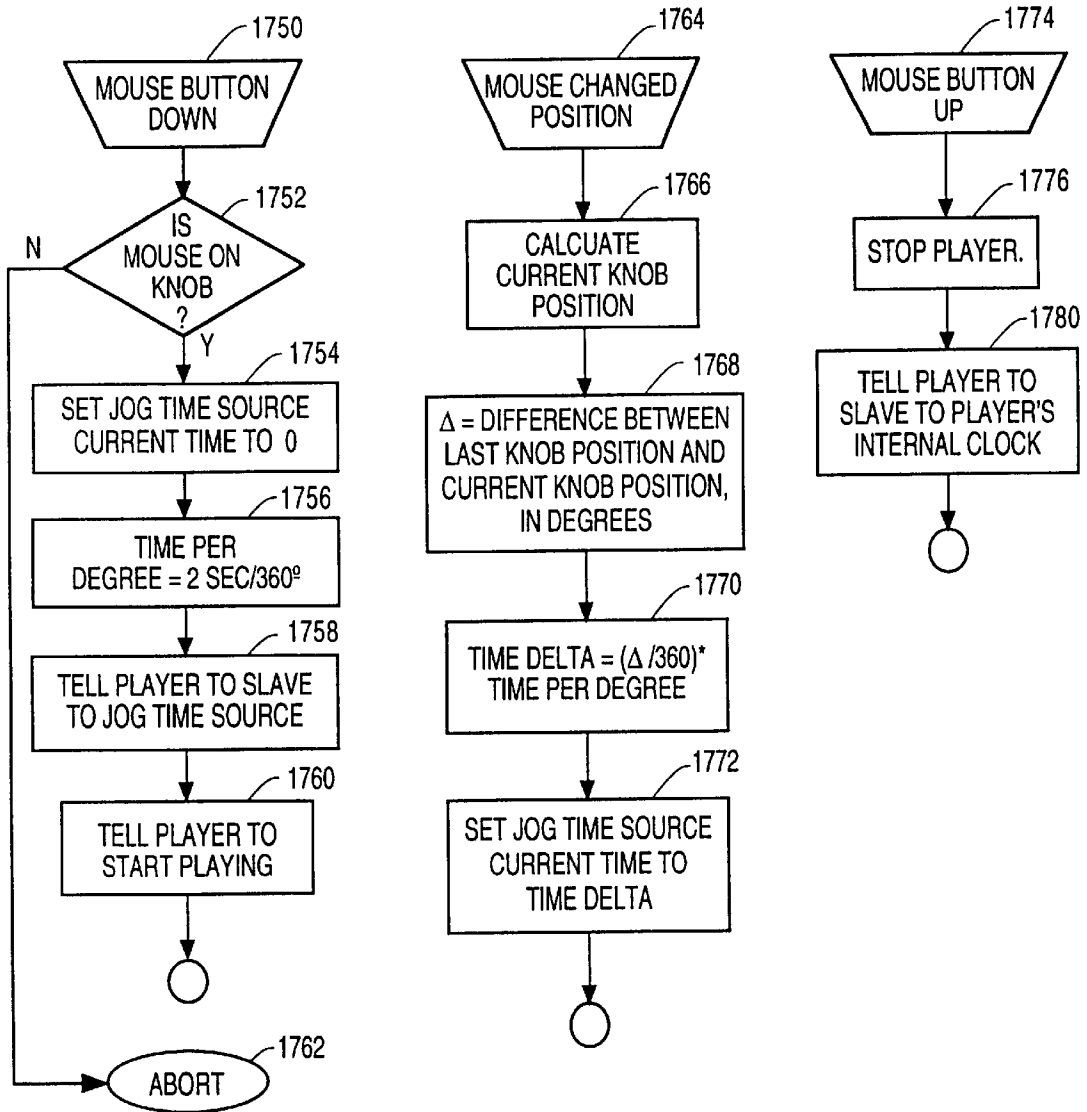 1750
MOUSE BUTTON
DOWN
1752
IS
MOUSE ON
KNOB
?
N
Y
1754
SET JOG TIME SOURCE
CURRENT TIME TO 0
1756
TIME PER
DEGREE = 2 SEC/360º
1758
TELL PLAYER TO SLAVE
TO JOG TIME SOURCE
1760
TELL PLAYER TO
START PLAYING
1762
ABORT
1764
MOUSE CHANGED
POSITION
1766
CALCUATE
CURRENT KNOB
POSITION
1768
Δ = DIFFERENCE BETWEEN
LAST KNOB POSITION AND
CURRENT KNOB POSITION,
IN DEGREES
1770
TIME DELTA = (Δ /360)*
TIME PER DEGREE
1772
SET JOG TIME SOURCE
CURRENT TIME TO
TIME DELTA
1774
MOUSE BUTTON
UP
1776
STOP PLAYER.
1780
TELL PLAYER TO
SLAVE TO PLAYER'S
INTERNAL CLOCK